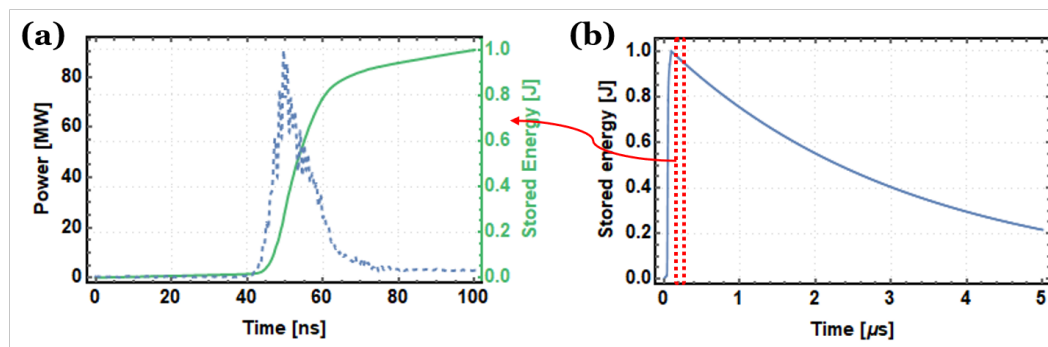 (a)
Power [MW]
80
60
40
20
0
0 20 40 60 80 100
Time [ns]
1.0
0.8
0.6
0.4
0.2
0.0
Stored Energy [J]
(b)
Stored energy [J]
1.0
0.8
0.6
0.4
0.2
0.0
0 1 2 3 4 5
Time [μs]